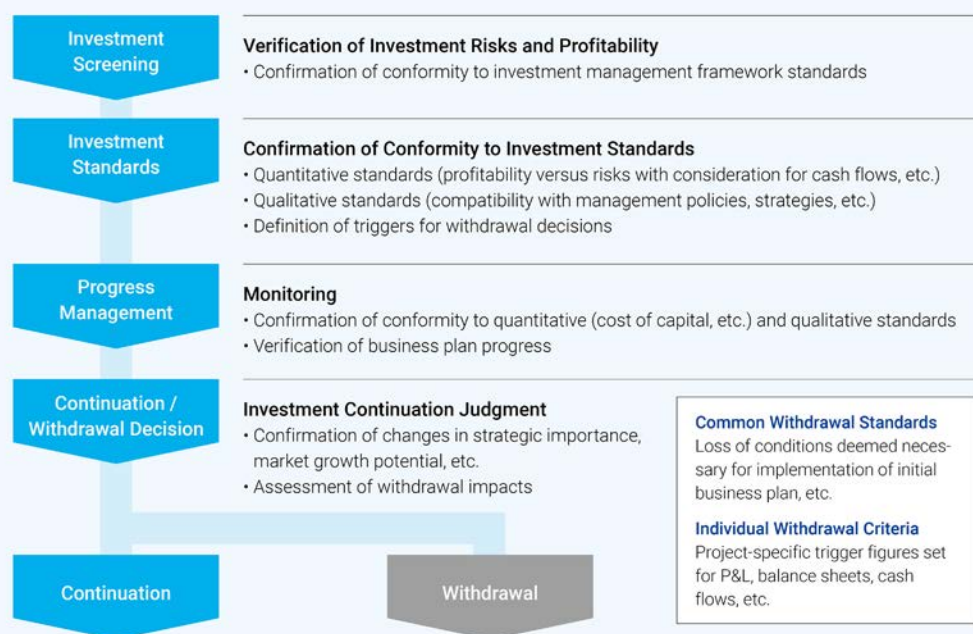 Investment
Screening
Verification of Investment Risks and Profitability
• Confirmation of conformity to investment management framework standards
Investment
Standards
Confirmation of Conformity to Investment Standards
• Quantitative standards (profitability versus risks with consideration for cash flows, etc.)
• Qualitative standards (compatibility with management policies, strategies, etc.)
• Definition of triggers for withdrawal decisions
Progress
Management
Monitoring
• Confirmation of conformity to quantitative (cost of capital, etc.) and qualitative standards
• Verification of business plan progress
Continuation /
Withdrawal Decision
Investment Continuation Judgment
• Confirmation of changes in strategic importance,
market growth potential, etc.
• Assessment of withdrawal impacts
Common Withdrawal Standards
Loss of conditions deemed neces-
sary for implementation of initial
business plan, etc.
Individual Withdrawal Criteria
Project-specific trigger figures set
for P&L, balance sheets, cash
flows, etc.
Continuation
Withdrawal